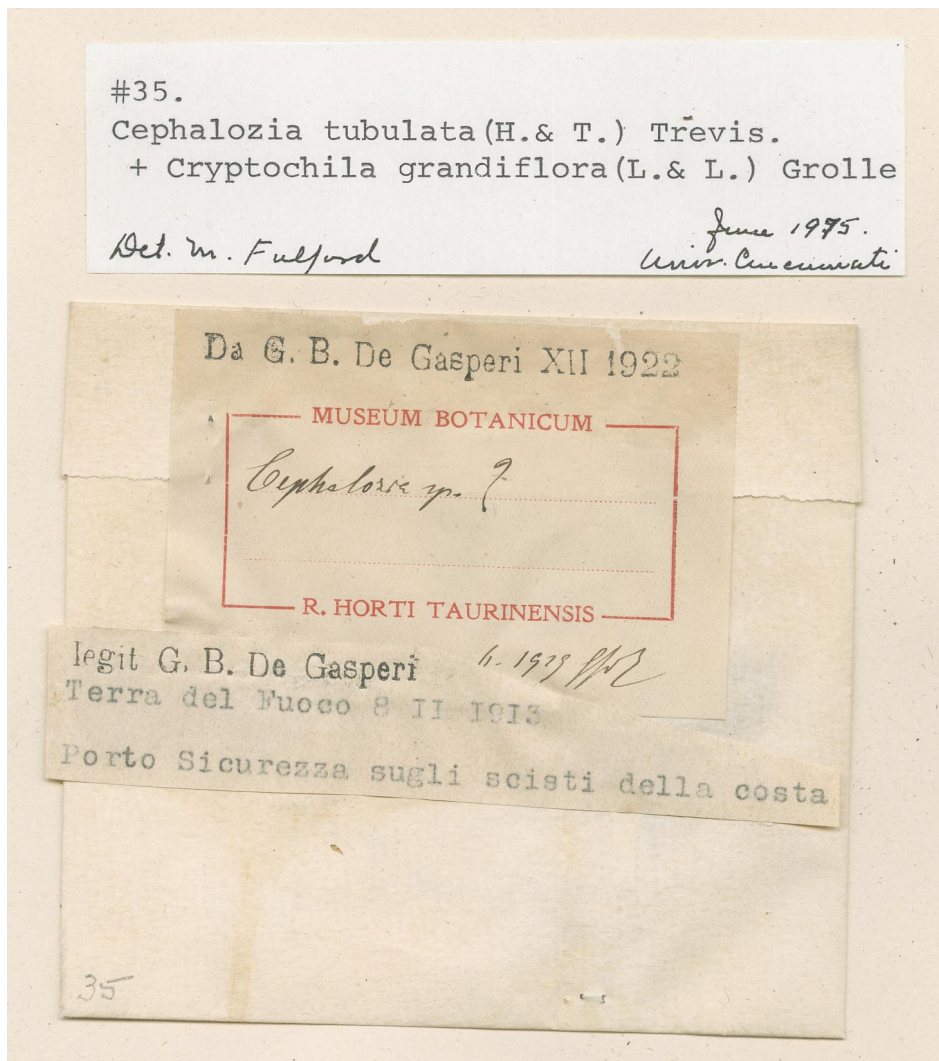 #35.
Cephalozia tubulata(H.& T.) Trevis.
+ Cryptochila grandiflora(L.& L.) Grolle
Det. M. Fulford
June 1975.
Univ. Cincinnati
Da G. B. De Gasperi XII 1922
MUSEUM BOTANICUM
Cephalozia sp. ?
R. HORTI TAURINENSIS
legit G. B. De Gasperi
Terra del Fuoco 8 II 1913
Porto Sicurezza sugli scisti della costa
35